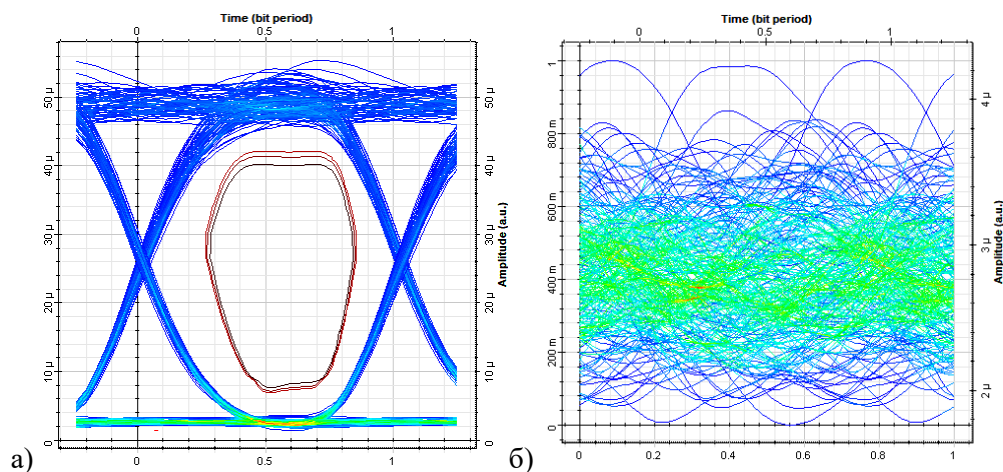 Time (bit period)
0 0.5 1
50 µ
40 µ
30 µ
20 µ
10 µ
0
0 0.5 1
Amplitude (a.u.)
50 µ
40 µ
30 µ
20 µ
10 µ
0
а)
Time (bit period)
0 0.5 1
1
800 m
600 m
400 m
200 m
0
0 0.2 0.4 0.6 0.8 1
Amplitude (a.u.)
4 µ
3 µ
2 µ
б)